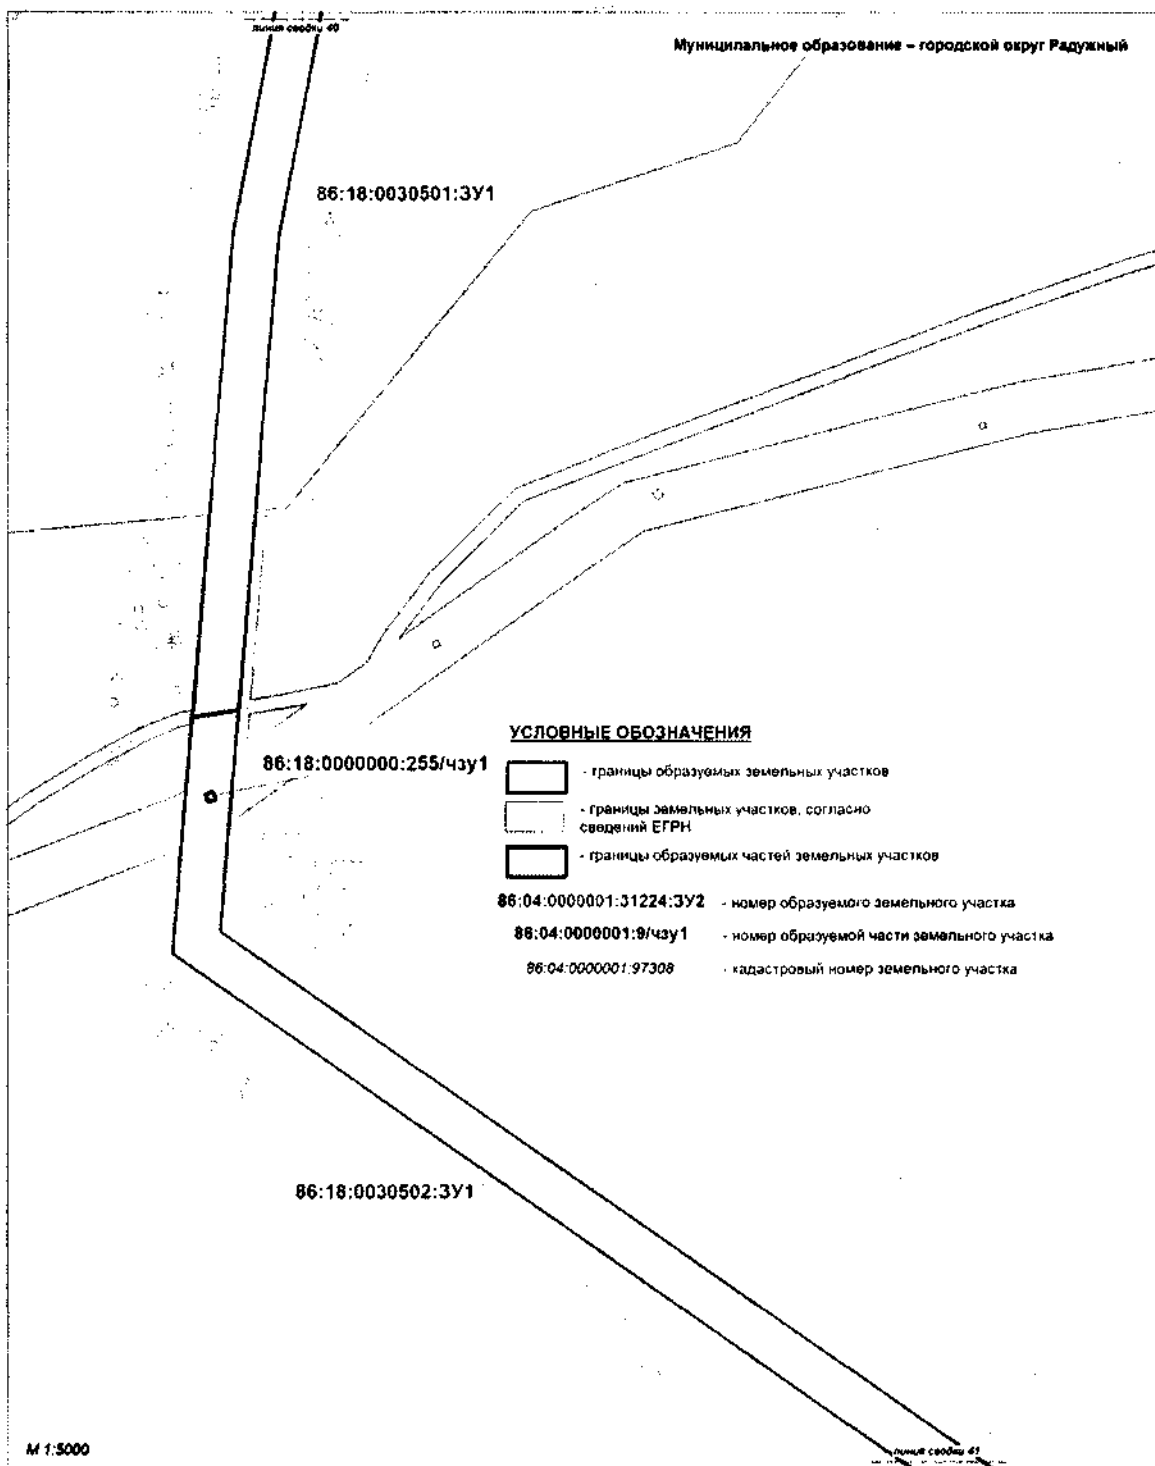 линия сводки 40
Муниципальное образование – городской округ Радужный
86:18:0030501:ЗУ1
УСЛОВНЫЕ ОБОЗНАЧЕНИЯ
86:18:0000000:255/чзу1
- границы образуемых земельных участков
- границы земельных участков, согласно
сведений ЕГРН
- границы образуемых частей земельных участков
86:04:0000001:31224:ЗУ2 - номер образуемого земельного участка
86:04:0000001:9/чзу1 - номер образуемой части земельного участка
86:04:0000001:97308 - кадастровый номер земельного участка
86:18:0030502:ЗУ1
М 1:5000
линия сводки 41